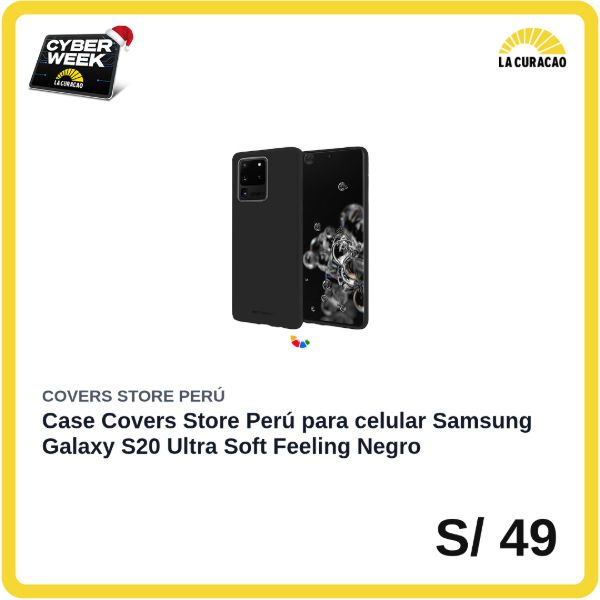 CYBER
WEEK
LA CURACAO
LA CURACAO
COVERS STORE PERÚ
Case Covers Store Perú para celular Samsung
Galaxy S20 Ultra Soft Feeling Negro
S/ 49